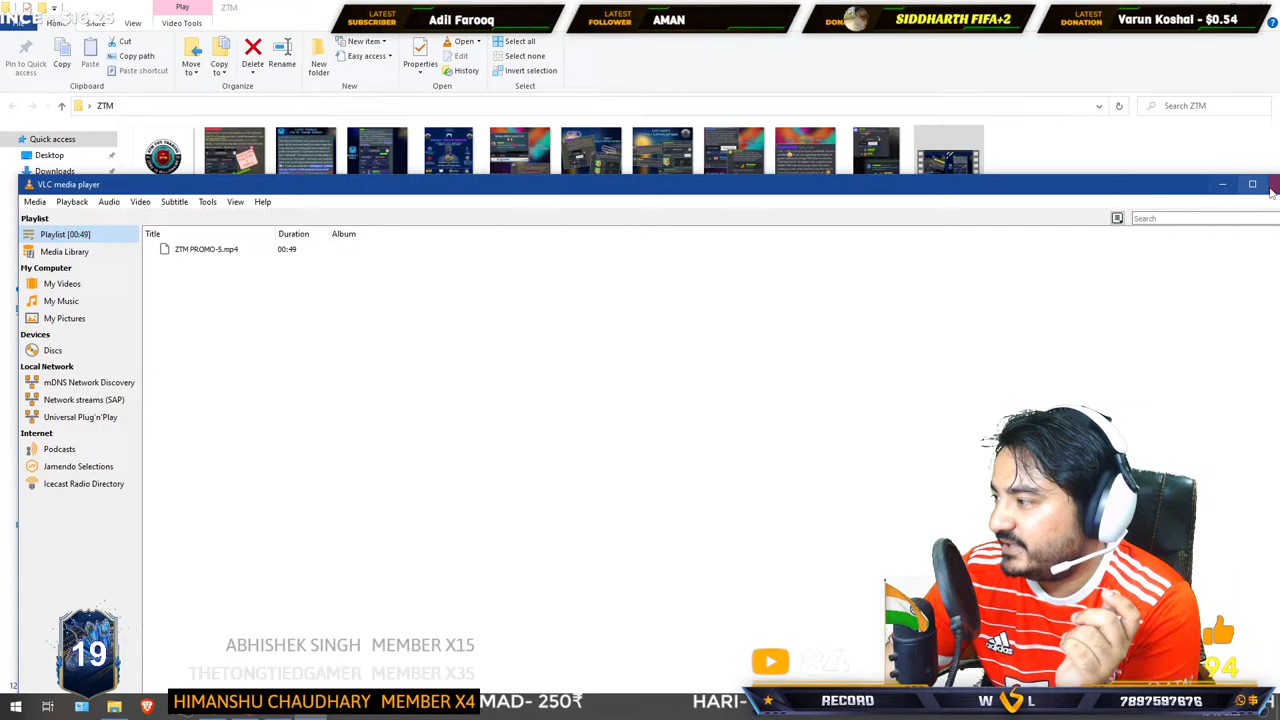 Play
ZTM
LATEST SUBSCRIBER Adil Farooq
LATEST FOLLOWER AMAN
LATEST SIDDHARTH FIFA+2
LATEST DONATION Varun Koshal - $0.54
View
Video Tools
Pin to Quick access
Copy
Paste
Cut
Copy path
Paste shortcut
Clipboard
Move to
Copy to
Delete
Rename
Organize
New folder
New item
Easy access
New
Properties
Open
Edit
History
Open
Select all
Select none
Invert selection
Select
ZTM
Search ZTM
Quick access
Desktop
Downloads
VLC media player
Media Playback Audio Video Subtitle Tools View Help
Playlist
Search
Playlist [00:49]
Title Duration Album
ZTM PROMO-5.mp4 00:49
Media Library
My Computer
My Videos
My Music
My Pictures
Devices
Discs
Local Network
mDNS Network Discovery
Network streams (SAP)
Universal Plug'n'Play
Internet
Podcasts
Jamendo Selections
Icecast Radio Directory
19
ABHISHEK SINGH MEMBER X15
THETONGTIEDGAMER MEMBER X35
HIMANSHU CHAUDHARY MEMBER X4
MAD- 250₹
HARI-
84
94
RECORD
W
L
7897597676